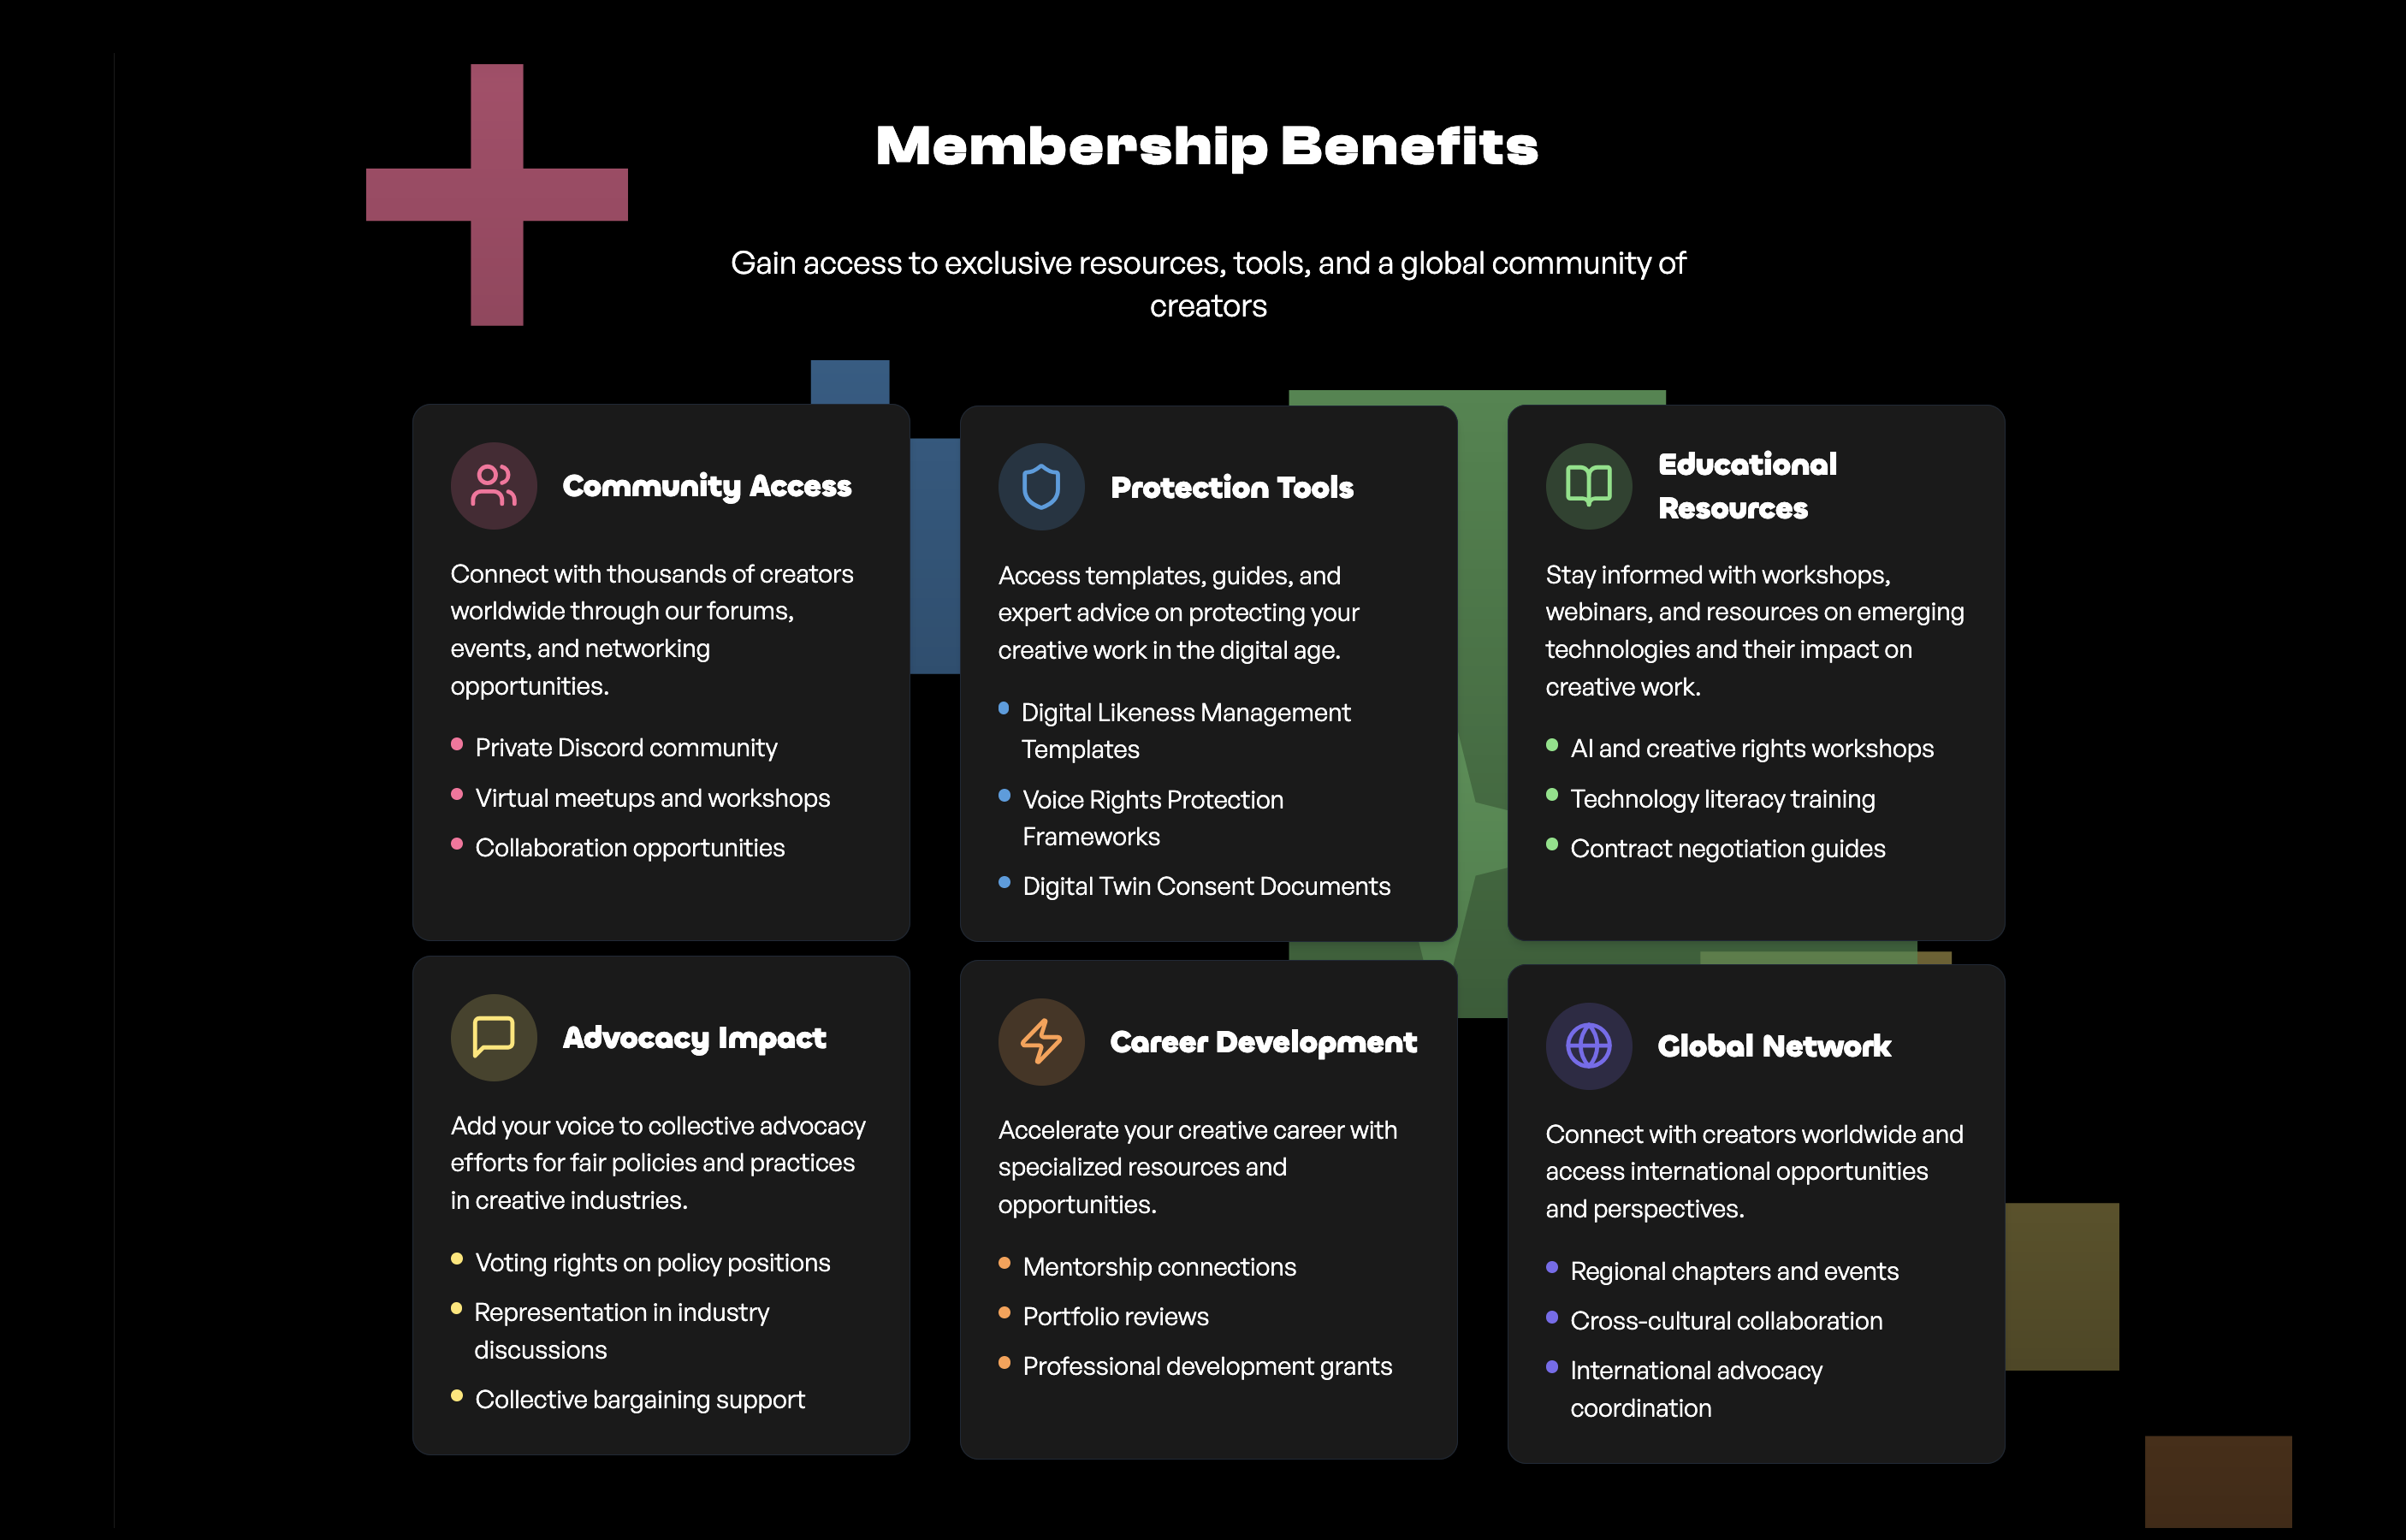 Membership Benefits
Gain access to exclusive resources, tools, and a global community of
creators
Community Access
Connect with thousands of creators
worldwide through our forums,
events, and networking
opportunities.
Private Discord community
Virtual meetups and workshops
Collaboration opportunities
Protection Tools
Access templates, guides, and
expert advice on protecting your
creative work in the digital age.
Digital Likeness Management
Templates
Voice Rights Protection
Frameworks
Digital Twin Consent Documents
Educational
Resources
Stay informed with workshops,
webinars, and resources on emerging
technologies and their impact on
creative work.
AI and creative rights workshops
Technology literacy training
Contract negotiation guides
Advocacy Impact
Add your voice to collective advocacy
efforts for fair policies and practices
in creative industries.
Voting rights on policy positions
Representation in industry
discussions
Collective bargaining support
Career Development
Accelerate your creative career with
specialized resources and
opportunities.
Mentorship connections
Portfolio reviews
Professional development grants
Global Network
Connect with creators worldwide and
access international opportunities
and perspectives.
Regional chapters and events
Cross-cultural collaboration
International advocacy
coordination